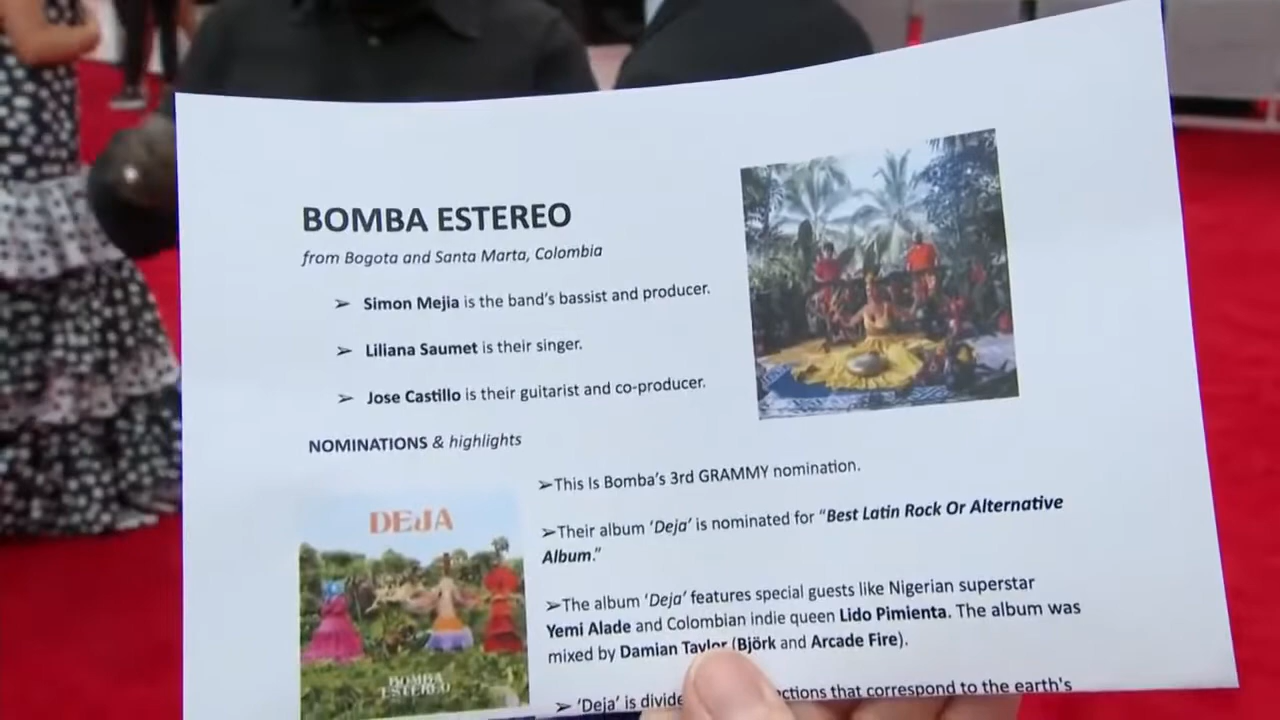 BOMBA ESTEREO
from Bogota and Santa Marta, Colombia
➢ Simon Mejia is the band's bassist and producer.
➢ Liliana Saumet is their singer.
➢ Jose Castillo is their guitarist and co-producer.
NOMINATIONS & highlights
➢This Is Bomba's 3rd GRAMMY nomination.
➢Their album 'Deja' is nominated for "Best Latin Rock Or Alternative
Album."
➢The album 'Deja' features special guests like Nigerian superstar
Yemi Alade and Colombian indie queen Lido Pimienta. The album was
mixed by Damian Taylor (Björk and Arcade Fire).
➢ 'Deja' is that correspond to the earth's
DEJA
BOMBA
ESTEREO